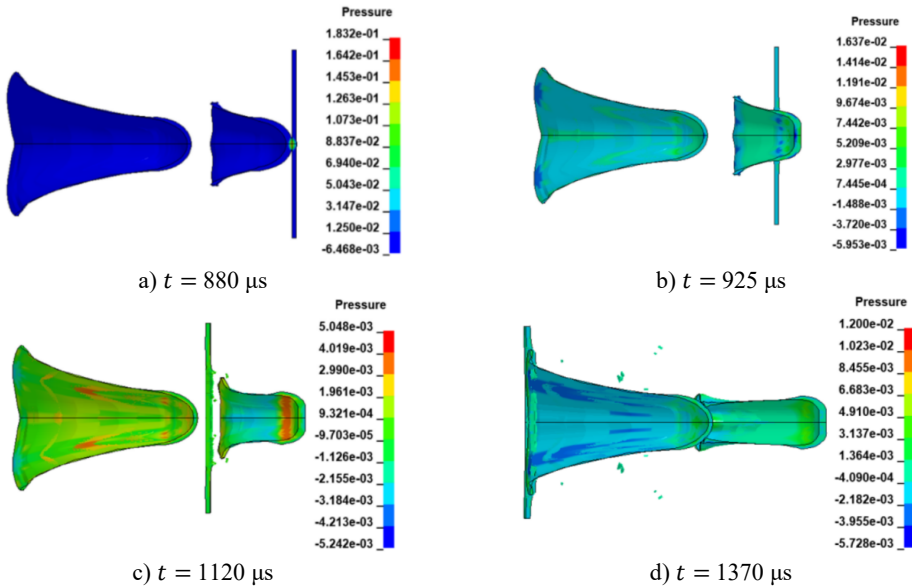 Pressure
1.832e-01
1.642e-01
1.453e-01
1.263e-01
1.073e-01
8.837e-02
6.940e-02
5.043e-02
3.147e-02
1.250e-02
-6.468e-03
a) t = 880 μs
Pressure
1.637e-02
1.414e-02
1.191e-02
9.674e-03
7.442e-03
5.209e-03
2.977e-03
7.445e-04
-1.488e-03
-3.720e-03
-5.953e-03
b) t = 925 μs
Pressure
5.048e-03
4.019e-03
2.990e-03
1.961e-03
9.321e-04
-9.703e-05
-1.126e-03
-2.155e-03
-3.184e-03
-4.213e-03
-5.242e-03
c) t = 1120 μs
Pressure
1.200e-02
1.023e-02
8.455e-03
6.683e-03
4.910e-03
3.137e-03
1.364e-03
-4.090e-04
-2.182e-03
-3.955e-03
-5.728e-03
d) t = 1370 μs